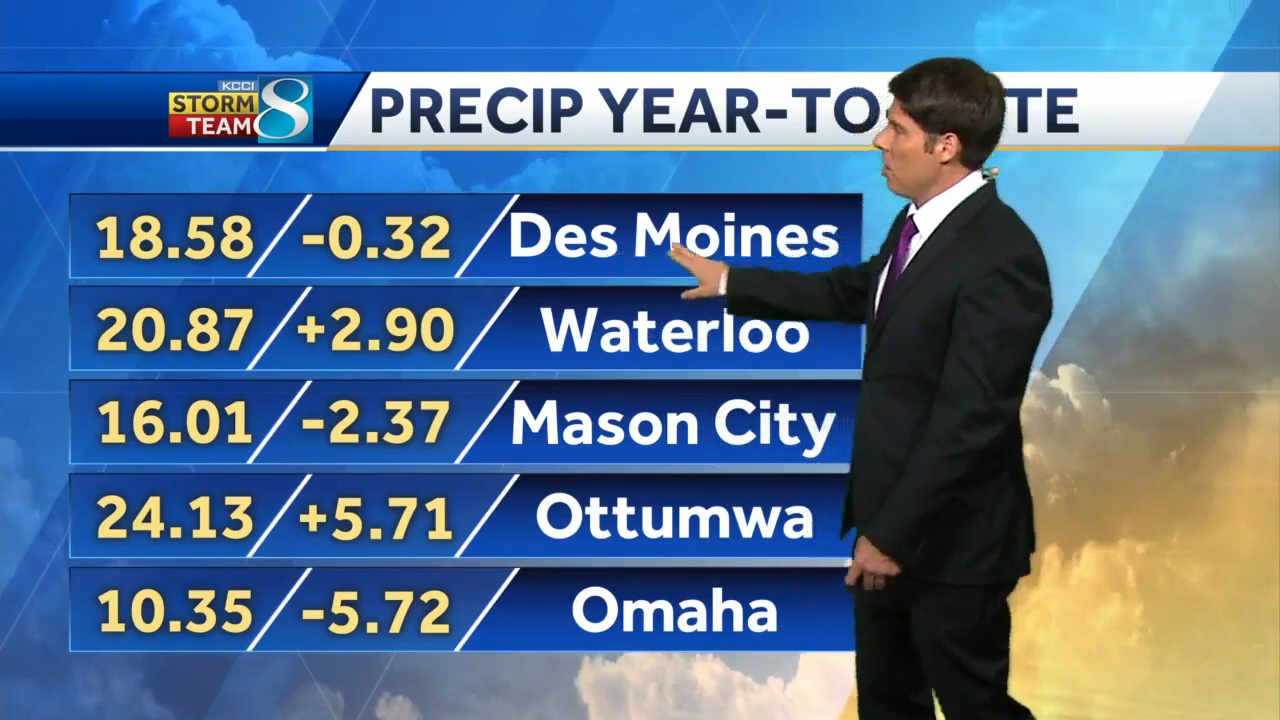 KCCI
STORM
TEAM 8
PRECIP YEAR-TO-
18.58 -0.32 Des Moines
20.87 +2.90 Waterloo
16.01 -2.37 Mason City
24.13 +5.71 Ottumwa
10.35 -5.72 Omaha